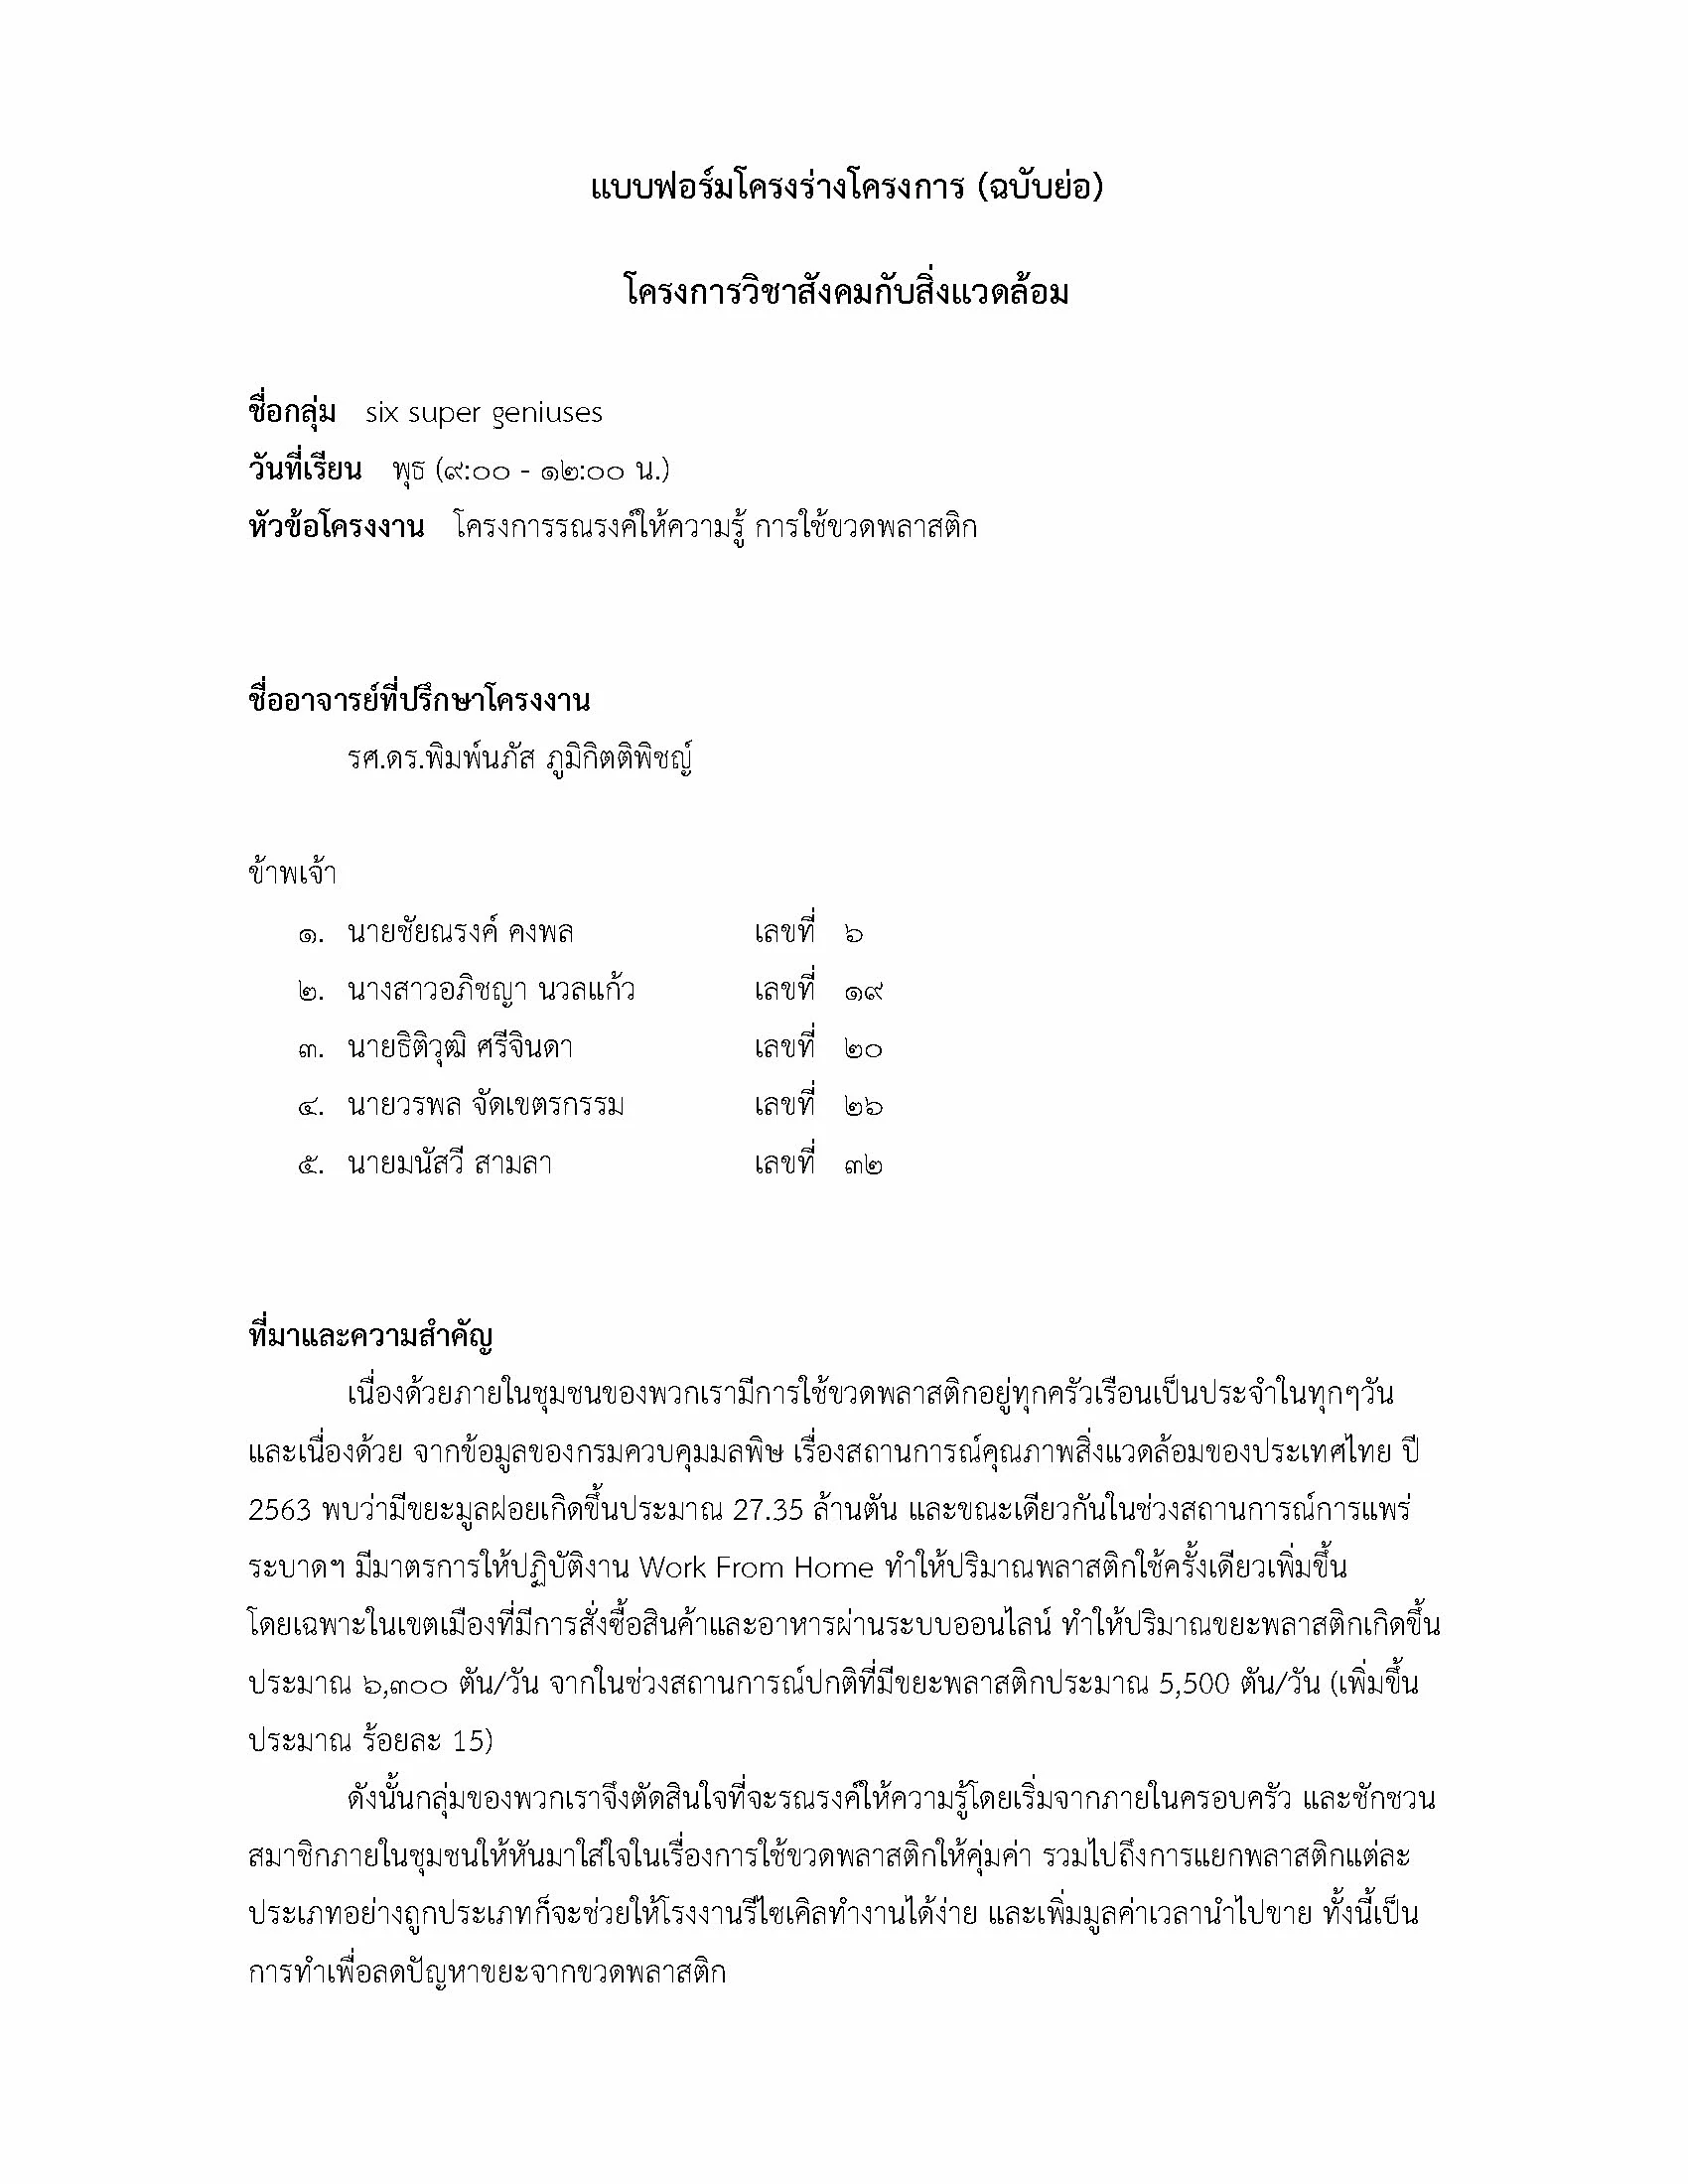 แบบฟอร์มโครงร่างโครงการ (ฉบับย่อ)
โครงการวิชาสังคมกับสิ่งแวดล้อม
ชื่อกลุ่ม six super geniuses
วันที่เรียน พุธ (๙:๐๐ - ๑๒:๐๐ น.)
หัวข้อโครงงาน โครงการรณรงค์ให้ความรู้ การใช้ขวดพลาสติก
ชื่ออาจารย์ที่ปรึกษาโครงงาน
รศ.ดร.พิมพ์นภัส ภูมิกิตติพิชญ์
ข้าพเจ้า
๑. นายชัยณรงค์ คงพล เลขที่ ๖
๒. นางสาวอภิชญา นวลแก้ว เลขที่ ๑๙
๓. นายธิติวุฒิ ศรีจินดา เลขที่ ๒๐
๔. นายวรพล จัดเขตรกรรม เลขที่ ๒๖
๕. นายมนัสวี สามลา เลขที่ ๓๒
ที่มาและความสำคัญ
เนื่องด้วยภายในชุมชนของพวกเรามีการใช้ขวดพลาสติกอยู่ทุกครัวเรือนเป็นประจำในทุกๆวัน
และเนื่องด้วย จากข้อมูลของกรมควบคุมมลพิษ เรื่องสถานการณ์คุณภาพสิ่งแวดล้อมของประเทศไทย ปี
2563 พบว่ามีขยะมูลฝอยเกิดขึ้นประมาณ 27.35 ล้านตัน และขณะเดียวกันในช่วงสถานการณ์การแพร่
ระบาดฯ มีมาตรการให้ปฏิบัติงาน Work From Home ทำให้ปริมาณพลาสติกใช้ครั้งเดียวเพิ่มขึ้น
โดยเฉพาะในเขตเมืองที่มีการสั่งซื้อสินค้าและอาหารผ่านระบบออนไลน์ ทำให้ปริมาณขยะพลาสติกเกิดขึ้น
ประมาณ ๖,๓๐๐ ตัน/วัน จากในช่วงสถานการณ์ปกติที่มีขยะพลาสติกประมาณ 5,500 ตัน/วัน (เพิ่มขึ้น
ประมาณ ร้อยละ 15)
ดังนั้นกลุ่มของพวกเราจึงตัดสินใจที่จะรณรงค์ให้ความรู้โดยเริ่มจากภายในครอบครัว และชักชวน
สมาชิกภายในชุมชนให้หันมาใส่ใจในเรื่องการใช้ขวดพลาสติกให้คุ่มค่า รวมไปถึงการแยกพลาสติกแต่ละ
ประเภทอย่างถูกประเภทก็จะช่วยให้โรงงานรีไซเคิลทำงานได้ง่าย และเพิ่มมูลค่าเวลานำไปขาย ทั้งนี้เป็น
การทำเพื่อลดปัญหาขยะจากขวดพลาสติก